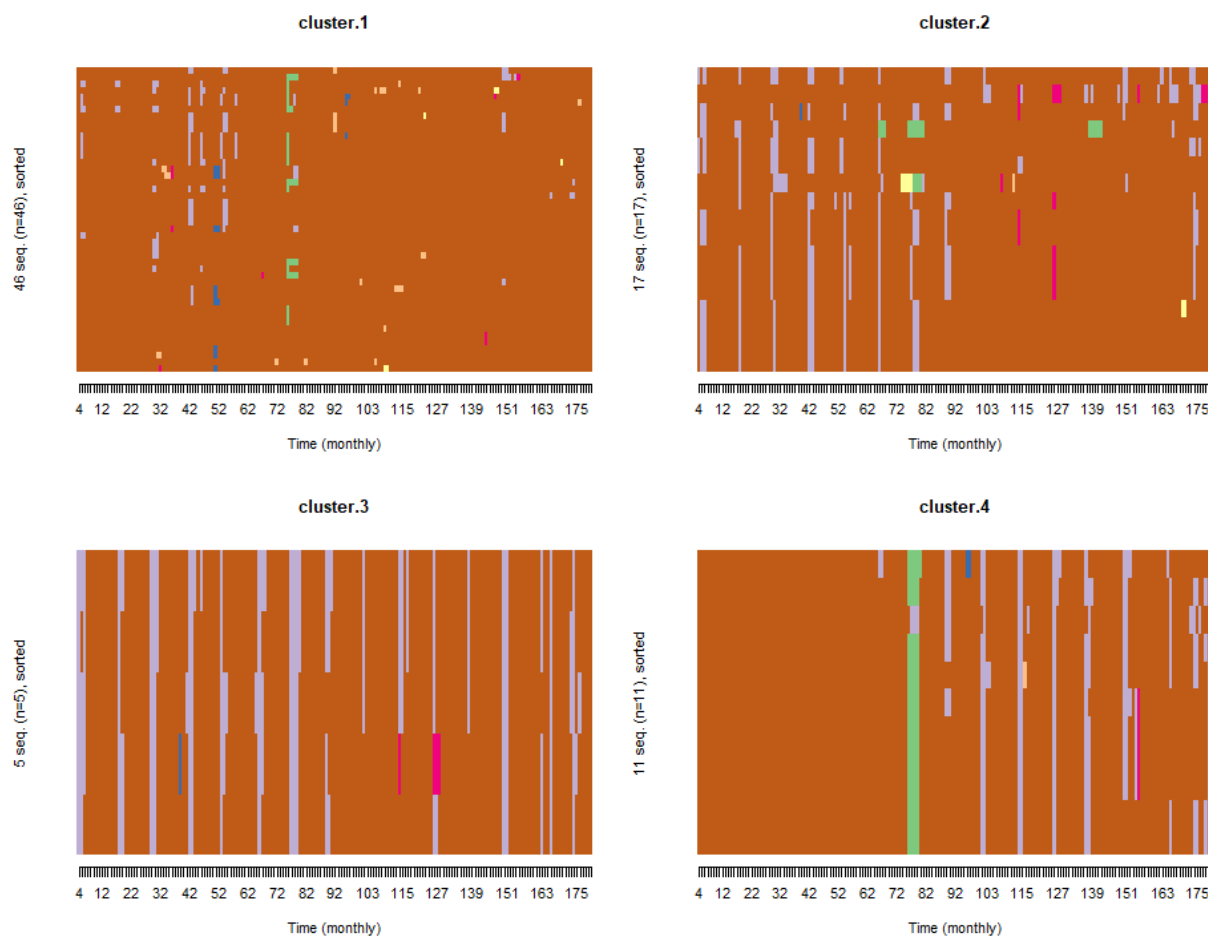 cluster.1
46 seq. (n=46), sorted
4 12 22 32 42 52 62 72 82 92 103 115 127 139 151 163 175
Time (monthly)
cluster.2
17 seq. (n=17), sorted
4 12 22 32 42 52 62 72 82 92 103 115 127 139 151 163 175
Time (monthly)
cluster.3
5 seq. (n=5), sorted
4 12 22 32 42 52 62 72 82 92 103 115 127 139 151 163 175
Time (monthly)
cluster.4
11 seq. (n=11), sorted
4 12 22 32 42 52 62 72 82 92 103 115 127 139 151 163 175
Time (monthly)